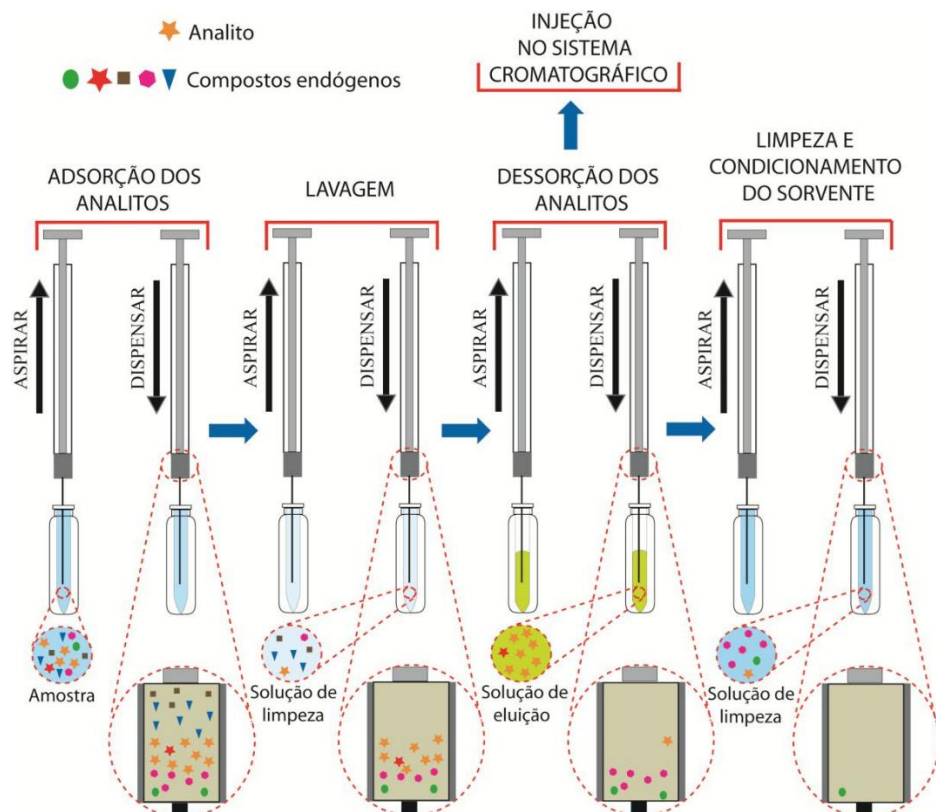 Analito
Compostos endógenos
INJEÇÃO
NO SISTEMA
CROMATOGRÁFICO
ADSORÇÃO DOS
ANALITOS
LAVAGEM
DESSORÇÃO DOS
ANALITOS
LIMPEZA E
CONDICIONAMENTO
DO SORVENTE
ASPIRAR
DISPENSAR
ASPIRAR
DISPENSAR
ASPIRAR
DISPENSAR
ASPIRAR
DISPENSAR
Amostra
Solução de
limpeza
Solução de
eluição
Solução de
limpeza